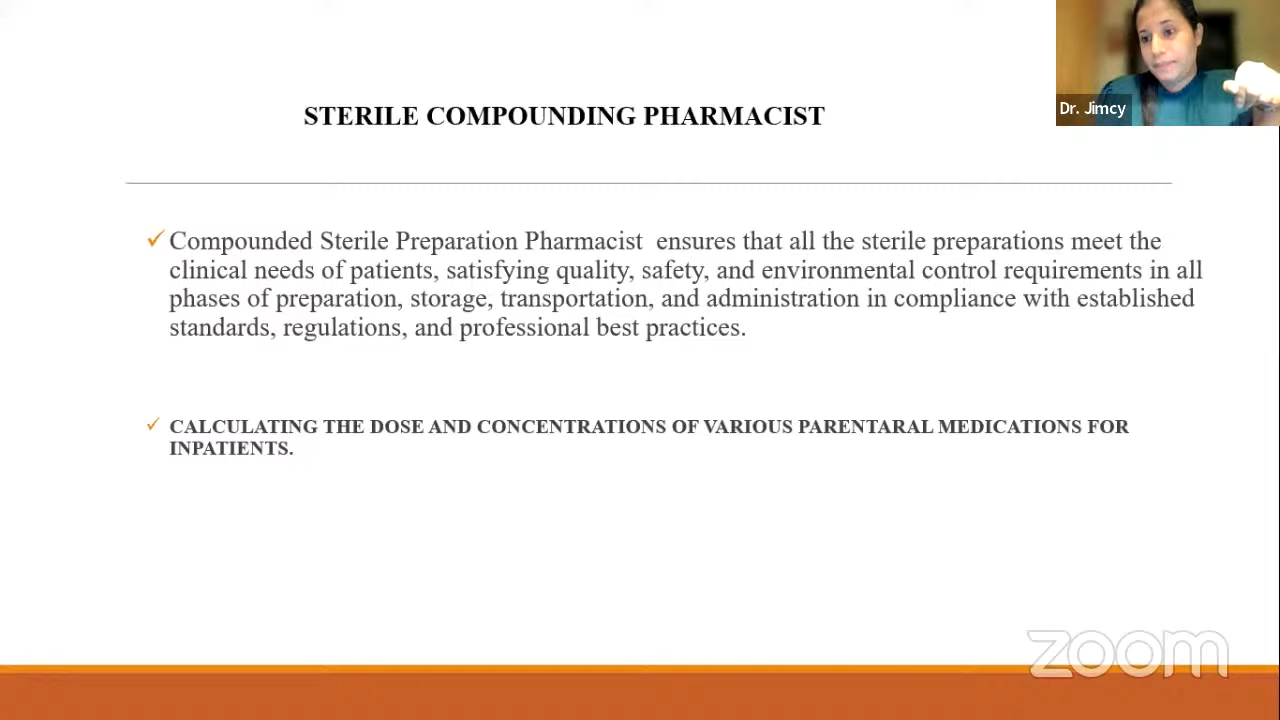 Dr. Jimcy
STERILE COMPOUNDING PHARMACIST
Compounded Sterile Preparation Pharmacist ensures that all the sterile preparations meet the
clinical needs of patients, satisfying quality, safety, and environmental control requirements in all
phases of preparation, storage, transportation, and administration in compliance with established
standards, regulations, and professional best practices.
CALCULATING THE DOSE AND CONCENTRATIONS OF VARIOUS PARENTARAL MEDICATIONS FOR
INPATIENTS.
zoom